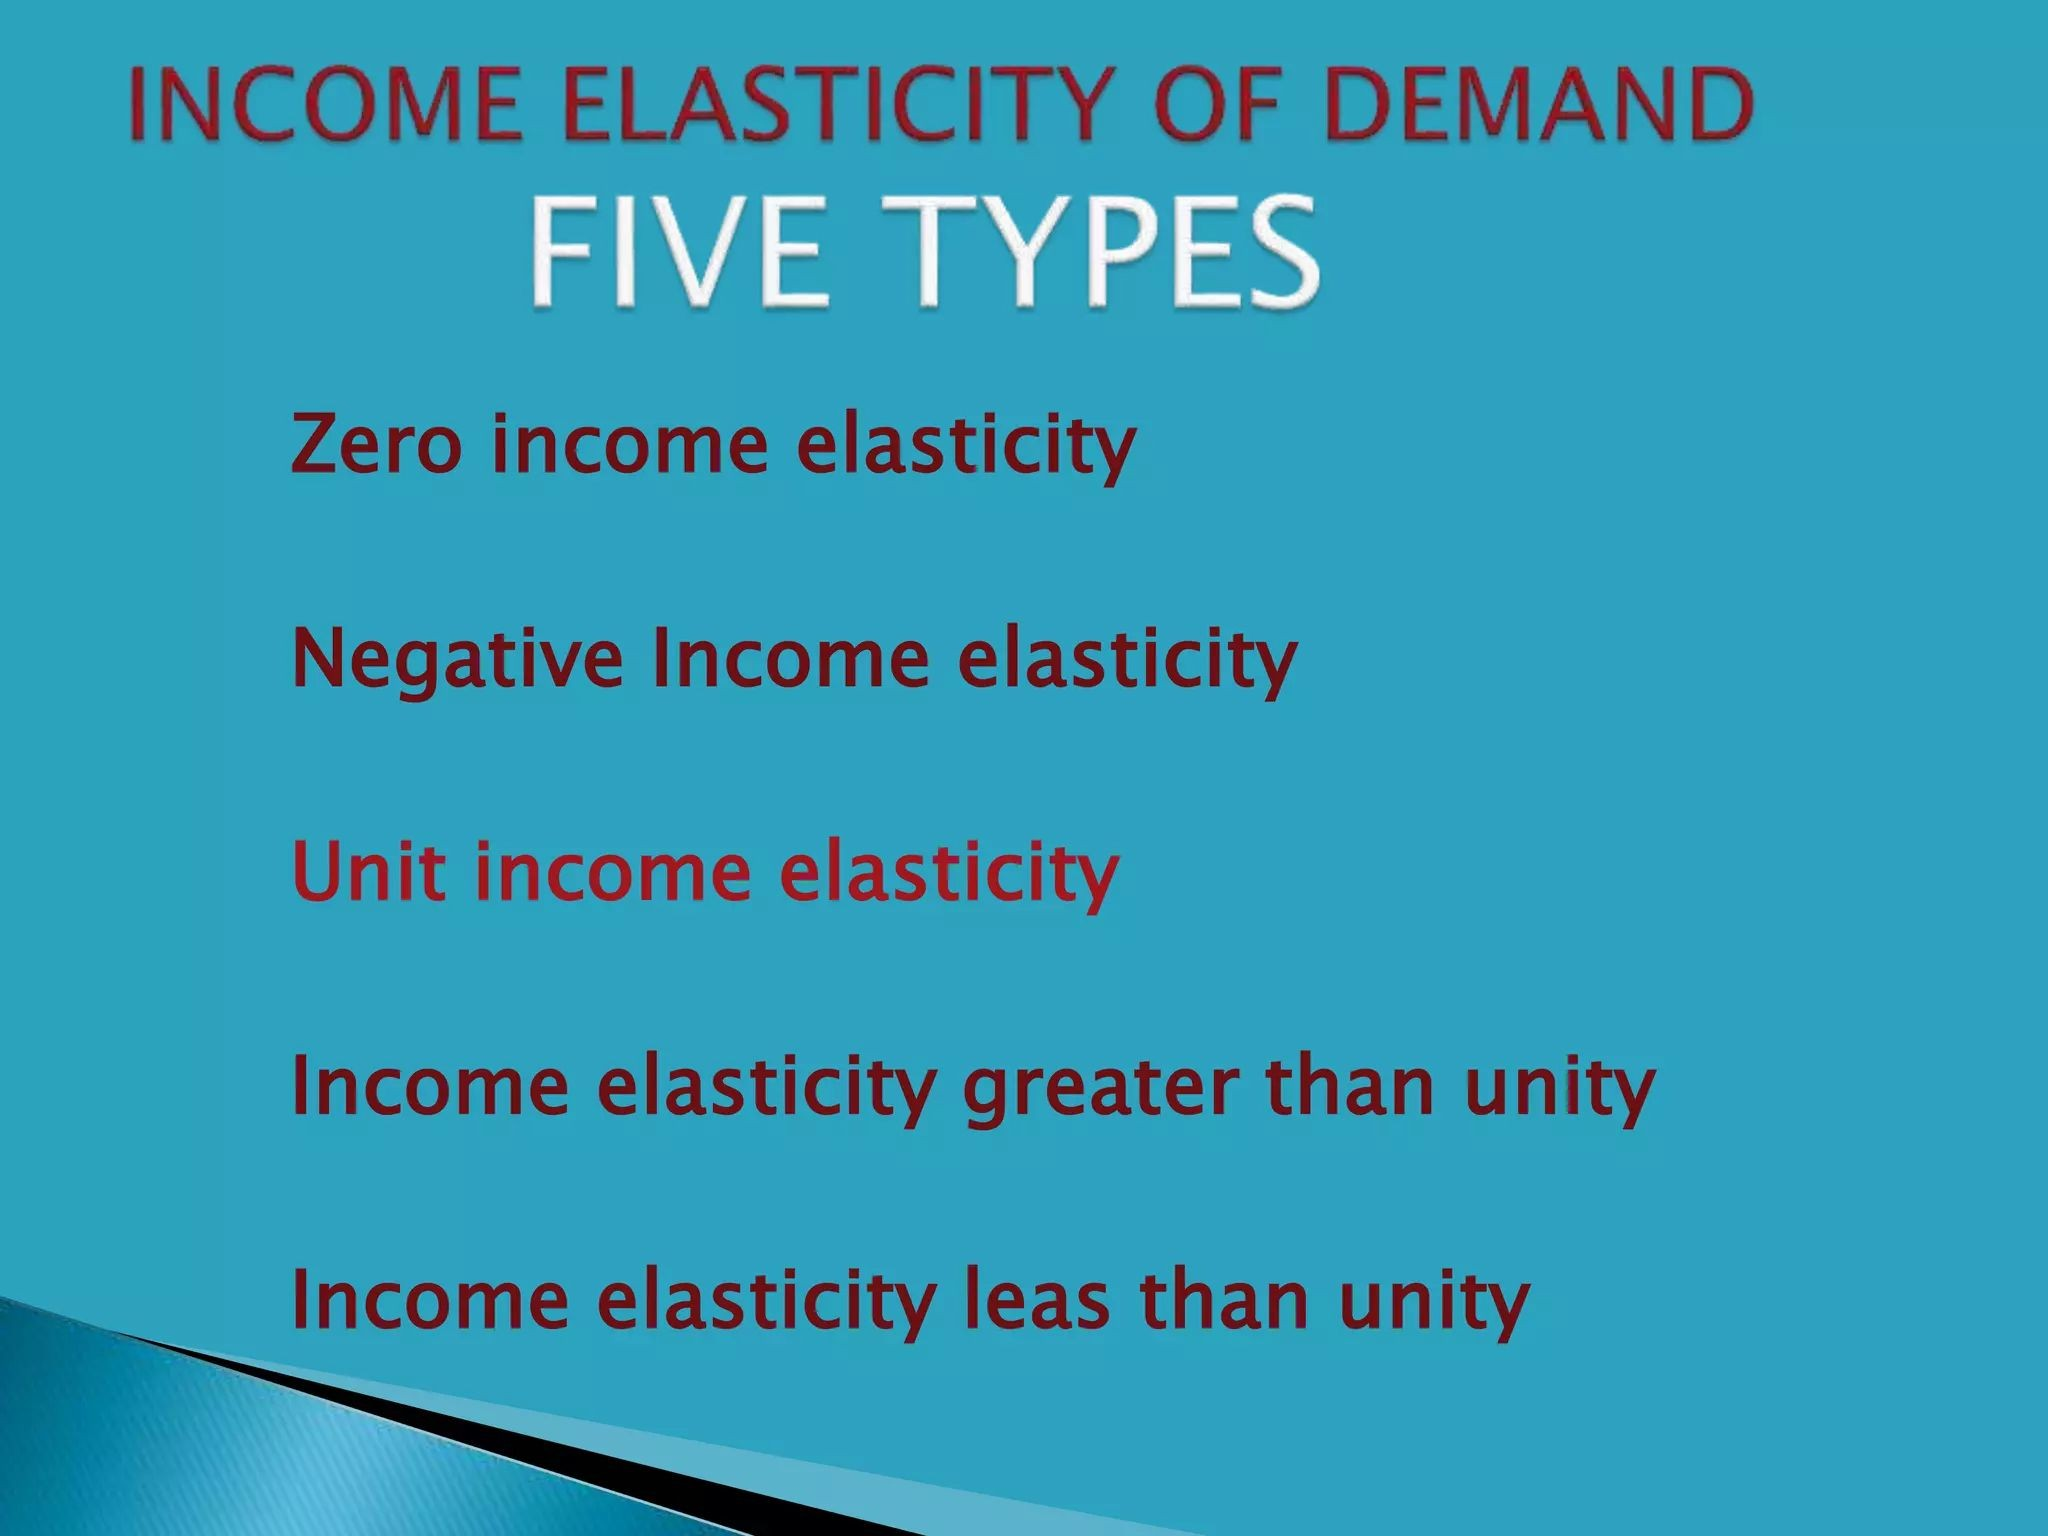 INCOME ELASTICITY OF DEMAND
FIVE TYPES
Zero income elasticity
Negative Income elasticity
Unit income elasticity
Income elasticity greater than unity
Income elasticity leas than unity